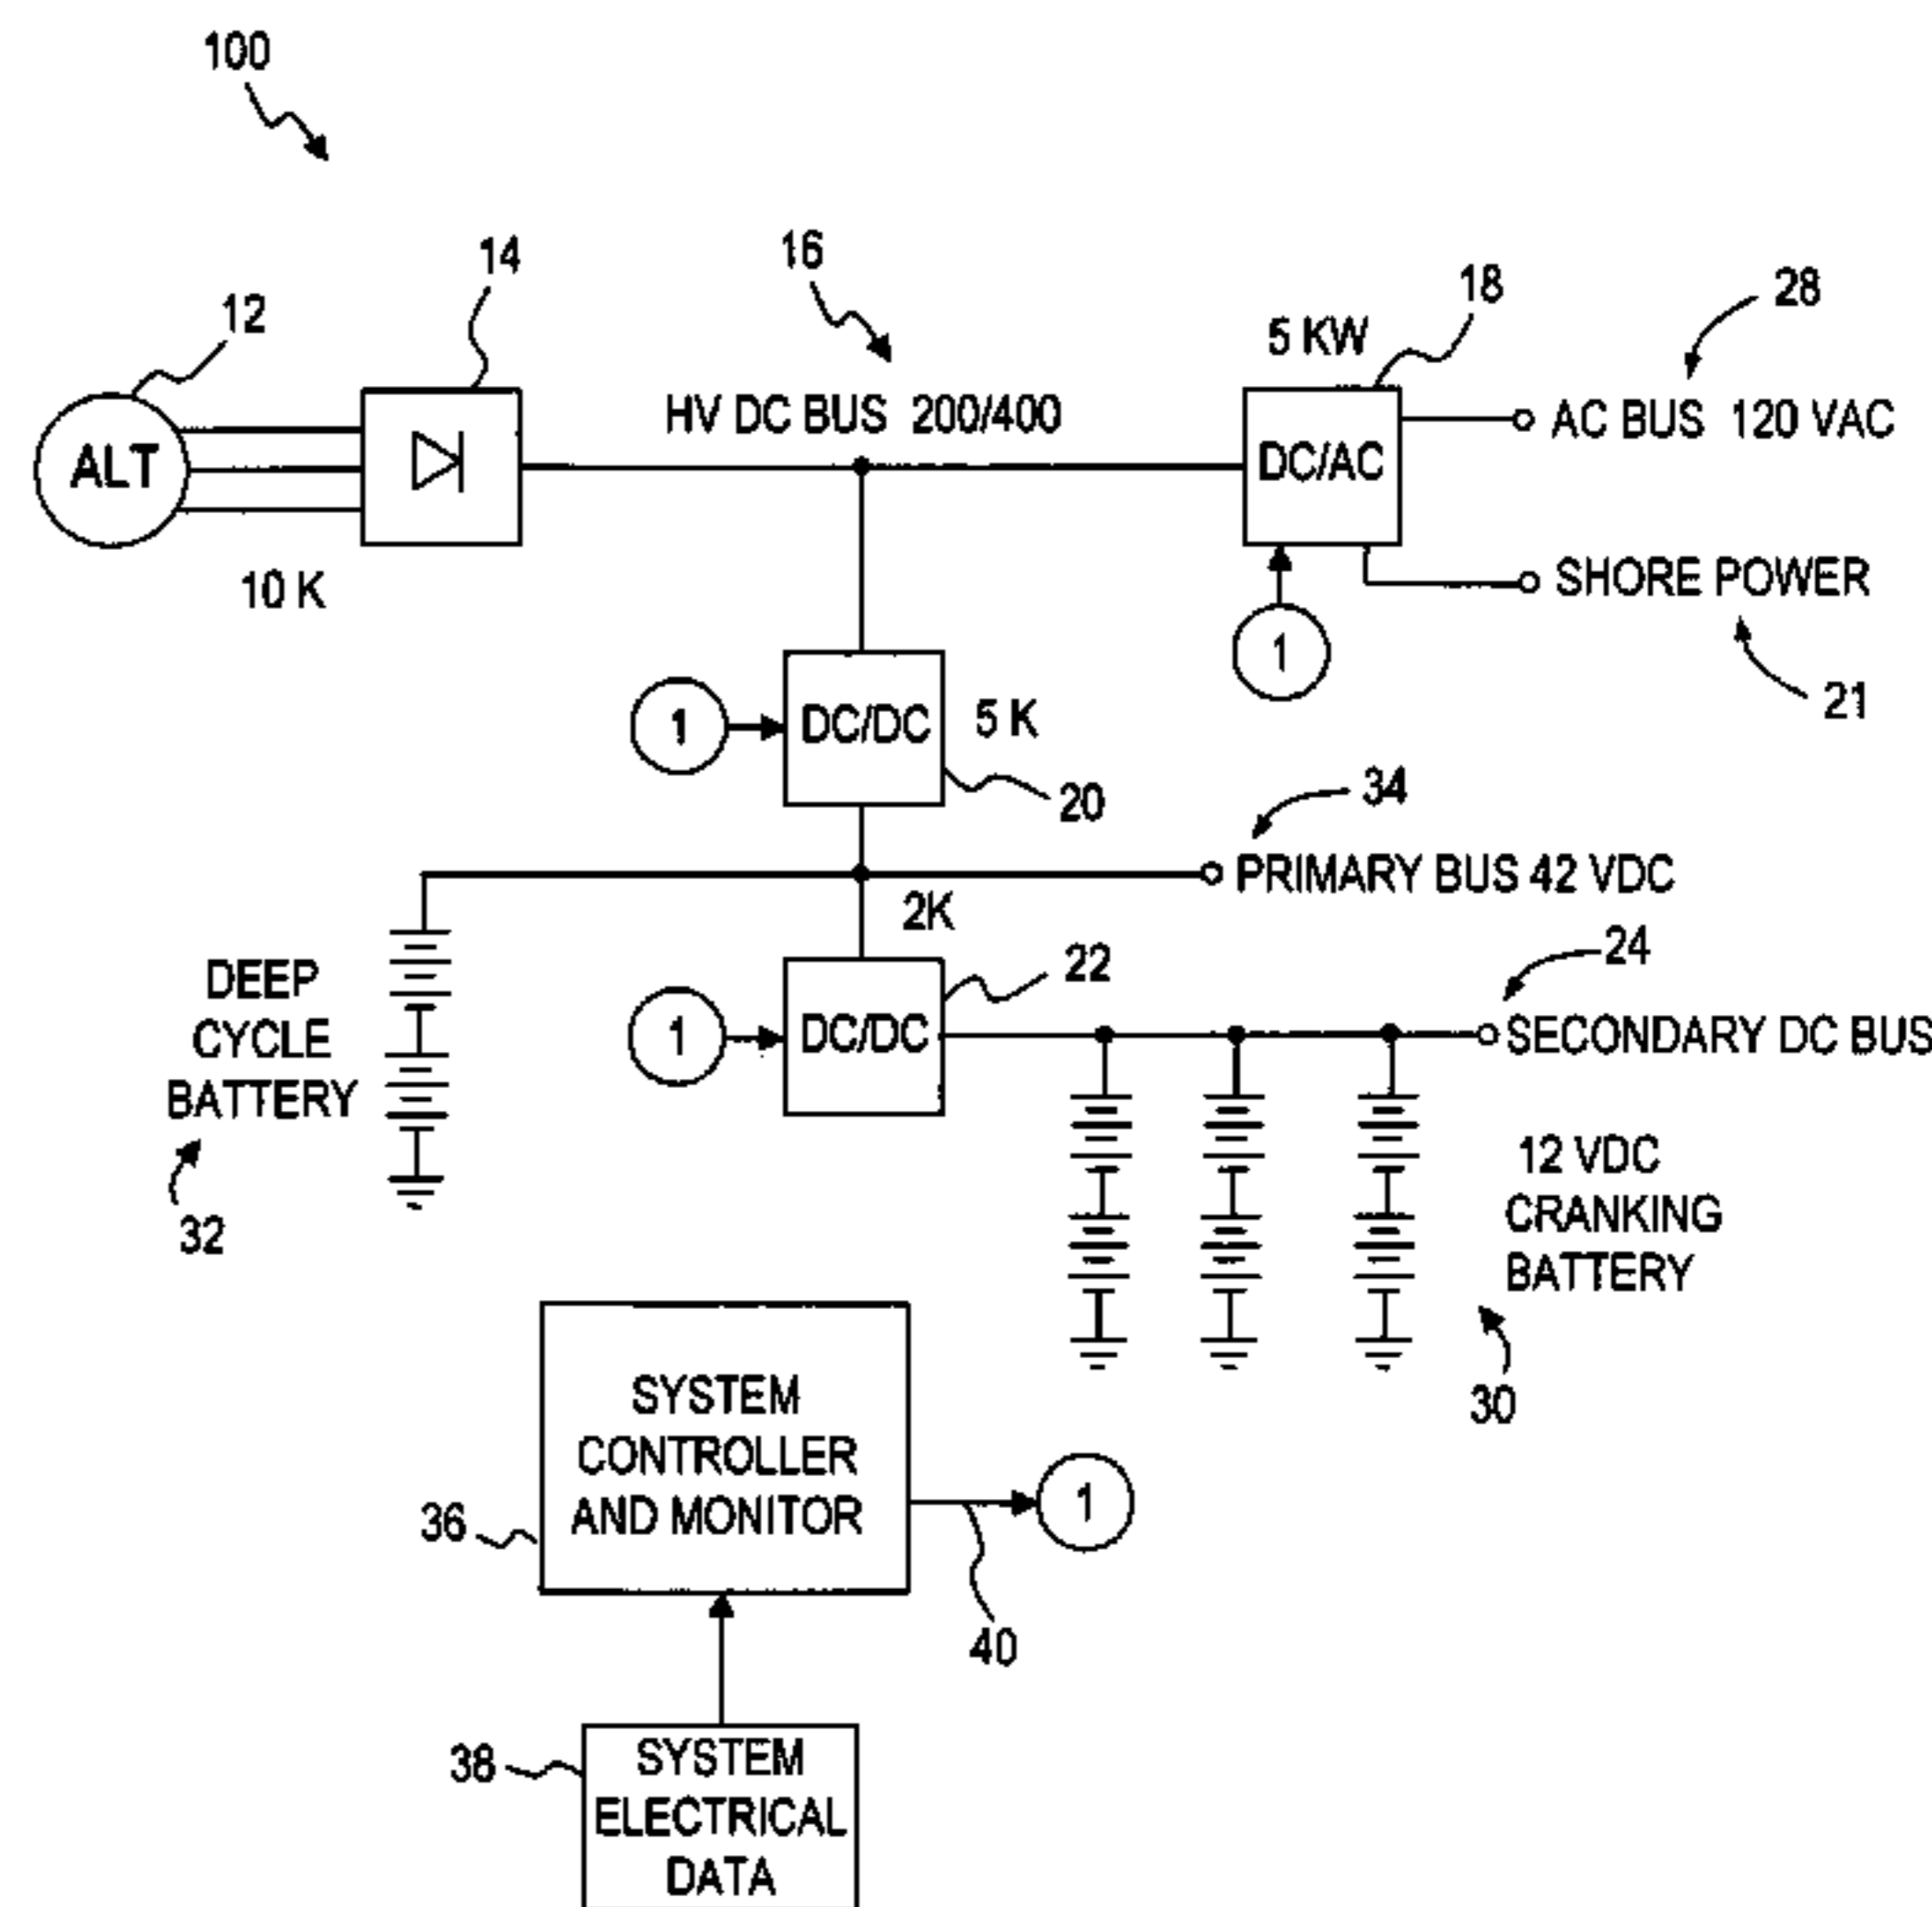 100
12
14
16
18
28
5 KW
HV DC BUS 200/400
AC BUS 120 VAC
ALT
DC/AC
10 K
SHORE POWER
1
21
1
DC/DC
5 K
20
34
PRIMARY BUS 42 VDC
2K
24
22
DEEP
CYCLE
BATTERY
32
1
DC/DC
SECONDARY DC BUS
12 VDC
CRANKING
BATTERY
30
SYSTEM
CONTROLLER
AND MONITOR
36
1
40
38
SYSTEM
ELECTRICAL
DATA